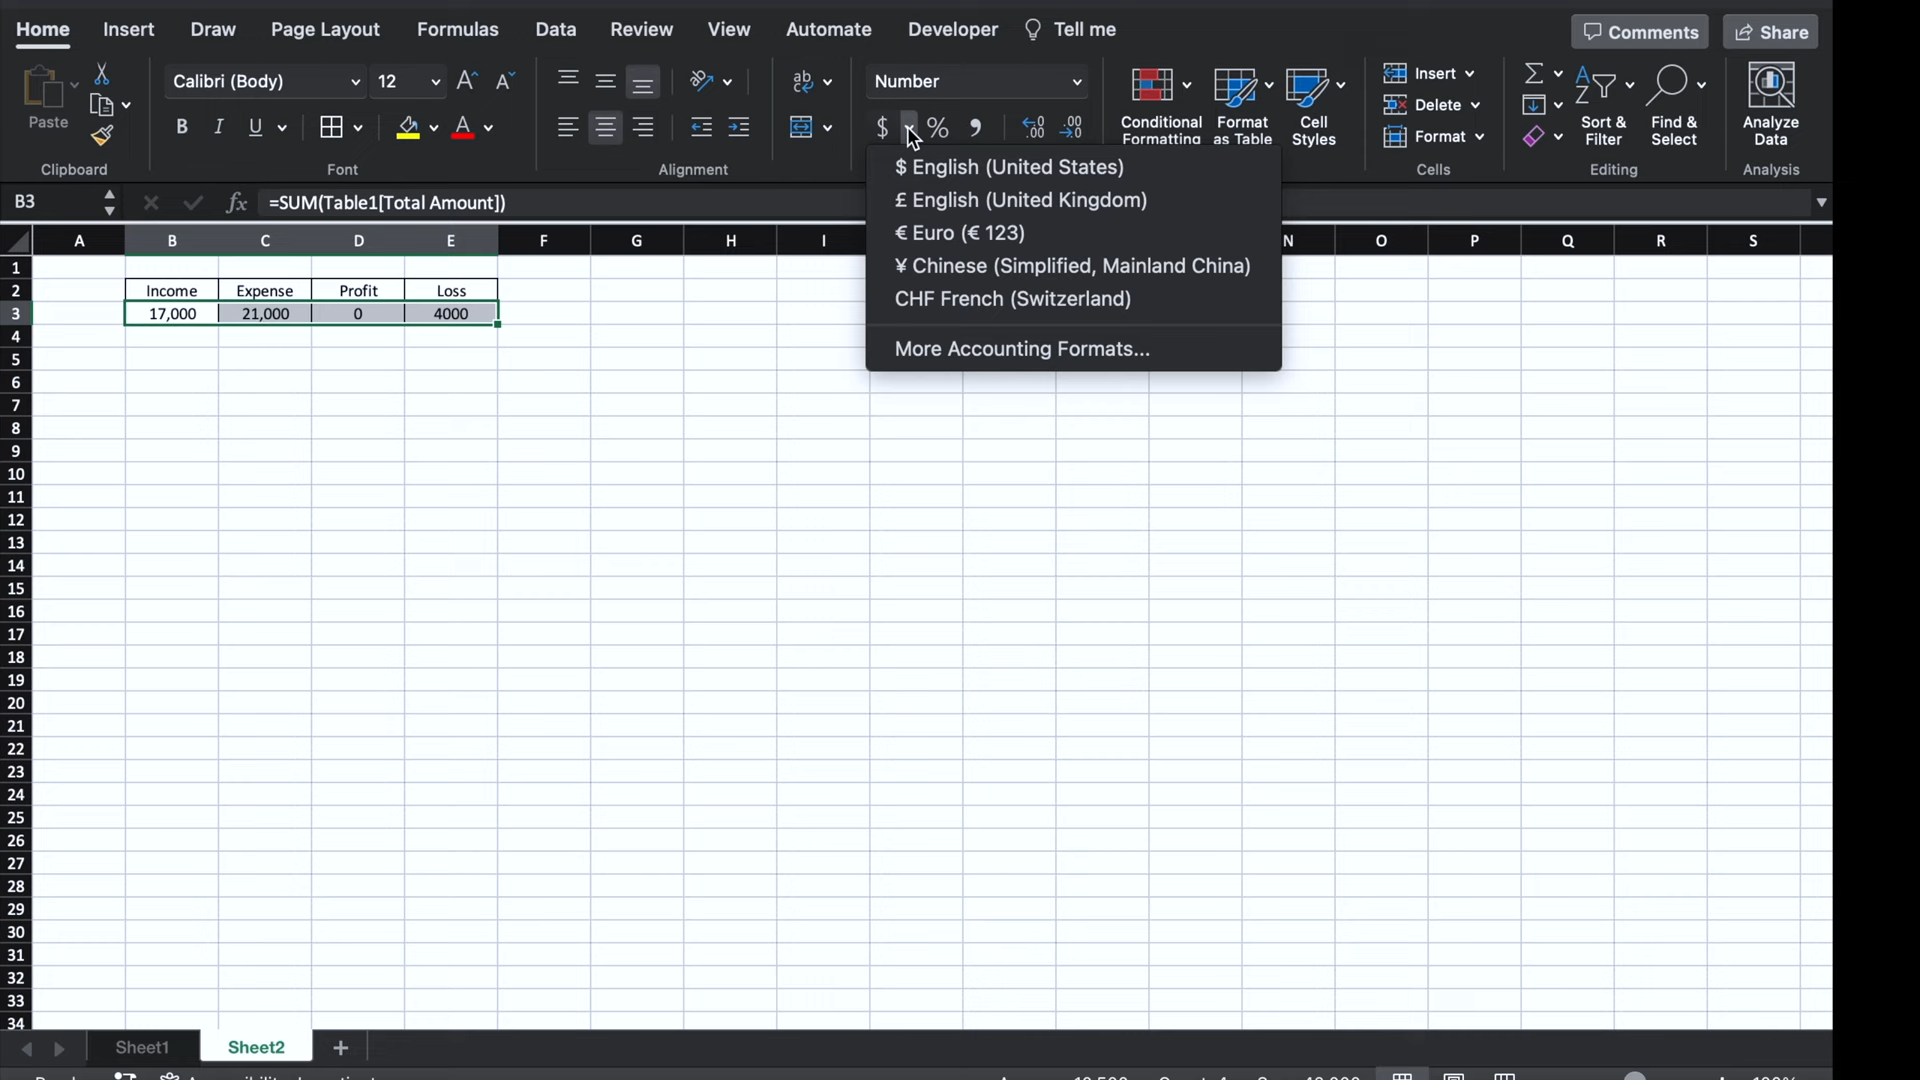 Home Insert Draw Page Layout Formulas Data Review View Automate Developer Tell me Comments Share
Paste
Clipboard
Calibri (Body) 12 A A
B I U A
Font
ab
Alignment
Number
$ % , .00 .00
Conditional Formatting
Format as Table
Cell Styles
Insert
Delete
Format
Cells
Sort & Filter
Find & Select
Editing
Analyze Data
Analysis
$ English (United States)
£ English (United Kingdom)
€ Euro (€ 123)
¥ Chinese (Simplified, Mainland China)
CHF French (Switzerland)
More Accounting Formats...
B3 fx =SUM(Table1[Total Amount])
A B C D E F G H I N O P Q R S
1
2 Income Expense Profit Loss
3 17,000 21,000 0 4000
4
5
6
7
8
9
10
11
12
13
14
15
16
17
18
19
20
21
22
23
24
25
26
27
28
29
30
31
32
33
34
Sheet1 Sheet2 +